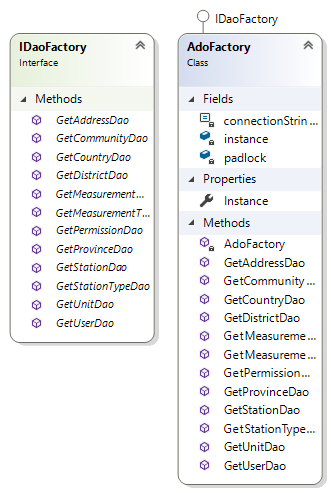 IDaoFactory
Interface
Methods
GetAddressDao
GetCommunityDao
GetCountryDao
GetDistrictDao
GetMeasurement...
GetMeasurementT...
GetPermissionDao
GetProvinceDao
GetStationDao
GetStationTypeDao
GetUnitDao
GetUserDao
IDaoFactory
AdoFactory
Class
Fields
connectionStrin...
instance
padlock
Properties
Instance
Methods
AdoFactory
GetAddressDao
GetCommunity...
GetCountryDao
GetDistrictDao
GetMeasureme...
GetMeasureme...
GetPermission...
GetProvinceDao
GetStationDao
GetStationType...
GetUnitDao
GetUserDao